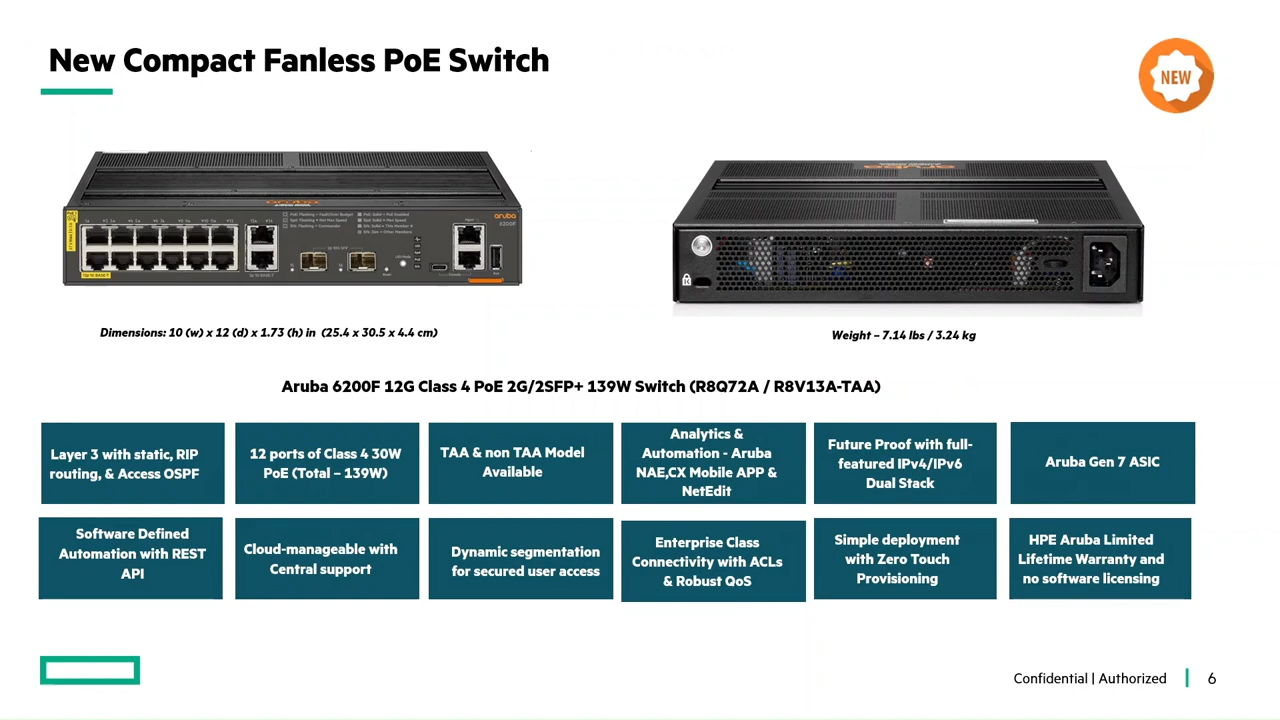 New Compact Fanless PoE Switch
NEW
aruba
6200F
Dimensions: 10 (w) x 12 (d) x 1.73 (h) in (25.4 x 30.5 x 4.4 cm)
Weight – 7.14 lbs / 3.24 kg
Aruba 6200F 12G Class 4 PoE 2G/2SFP+ 139W Switch (R8Q72A / R8V13A-TAA)
Layer 3 with static, RIP
routing, & Access OSPF
12 ports of Class 4 30W
PoE (Total – 139W)
TAA & non TAA Model
Available
Analytics &
Automation - Aruba
NAE,CX Mobile APP &
NetEdit
Future Proof with full-
featured IPv4/IPv6
Dual Stack
Aruba Gen 7 ASIC
Software Defined
Automation with REST
API
Cloud-manageable with
Central support
Dynamic segmentation
for secured user access
Enterprise Class
Connectivity with ACLs
& Robust QoS
Simple deployment
with Zero Touch
Provisioning
HPE Aruba Limited
Lifetime Warranty and
no software licensing
Confidential | Authorized
6